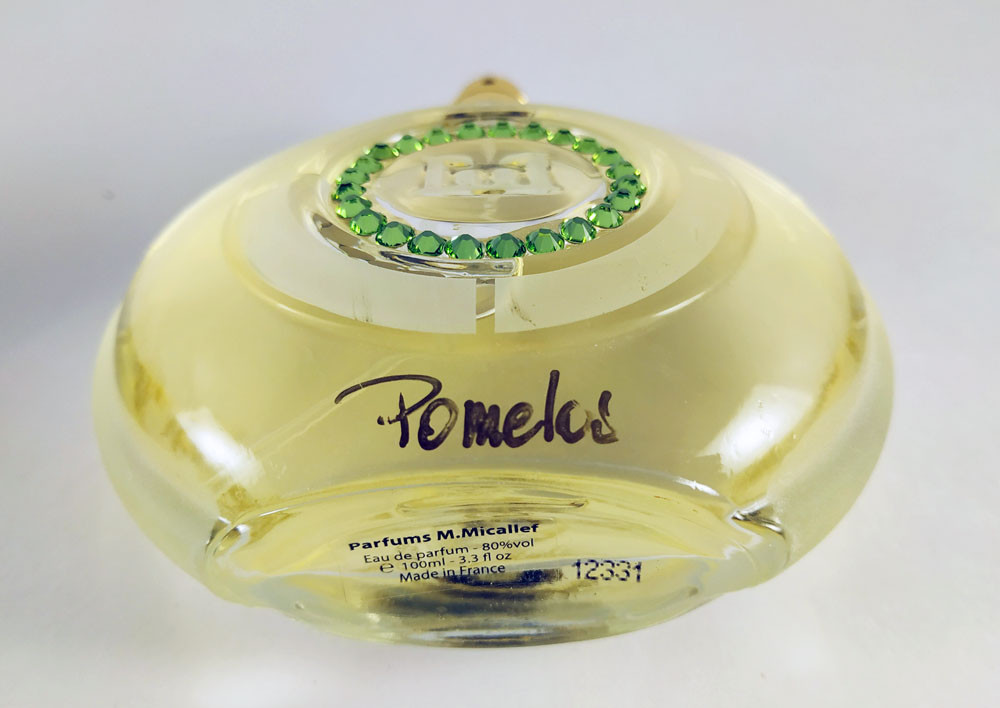 Pomelos
Parfums M.Micallef
Eau de parfum - 80%vol
℮ 100ml - 3.3 fl oz
Made in France
12331